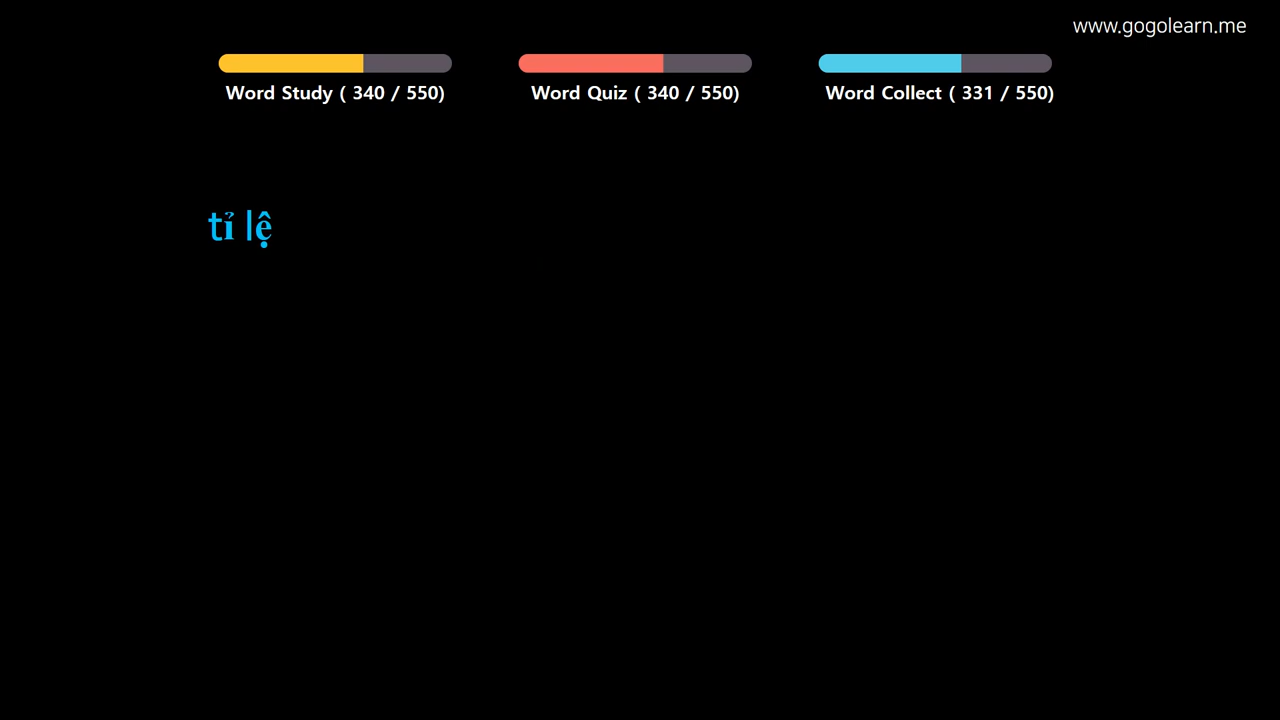 www.gogolearn.me
Word Study ( 340 / 550)
Word Quiz ( 340 / 550)
Word Collect ( 331 / 550)
tỉ lệ